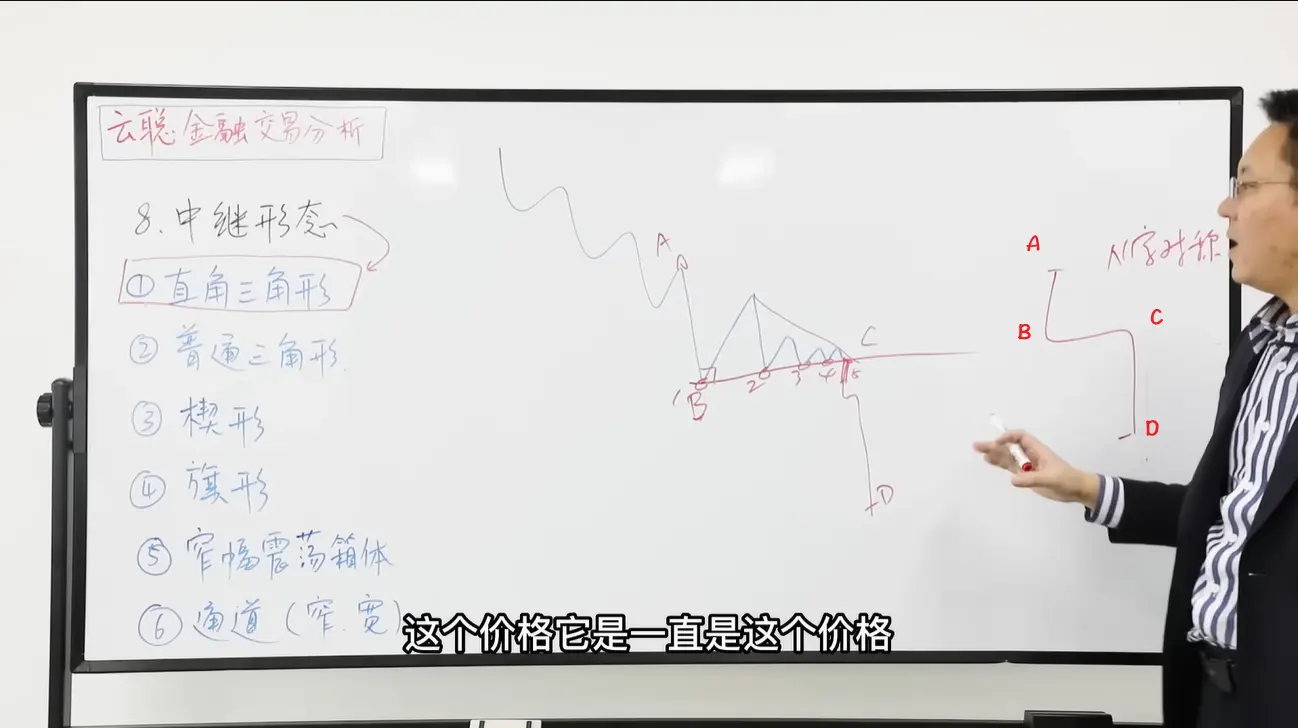 云聪金融交易分析
8.中继形态
① 直角三角形
② 普通三角形
③ 楔形
④ 旗形
⑤ 窄幅震荡箱体
⑥ 通道(窄.宽)
A
1 B
2
3
4
5
C
D
N字对称
A
B
C
D
这个价格它是一直是这个价格